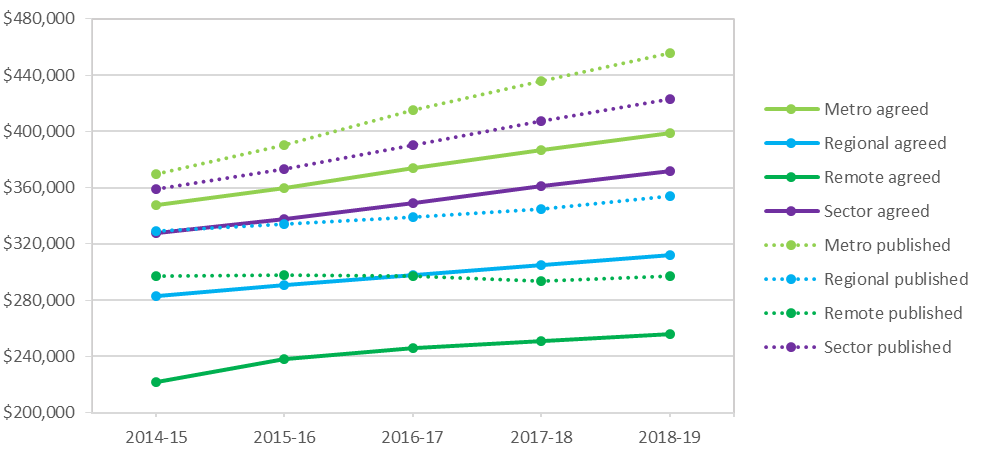 $480,000
$440,000
$400,000
$360,000
$320,000
$280,000
$240,000
$200,000
2014-15 2015-16 2016-17 2017-18 2018-19
Metro agreed
Regional agreed
Remote agreed
Sector agreed
Metro published
Regional published
Remote published
Sector published